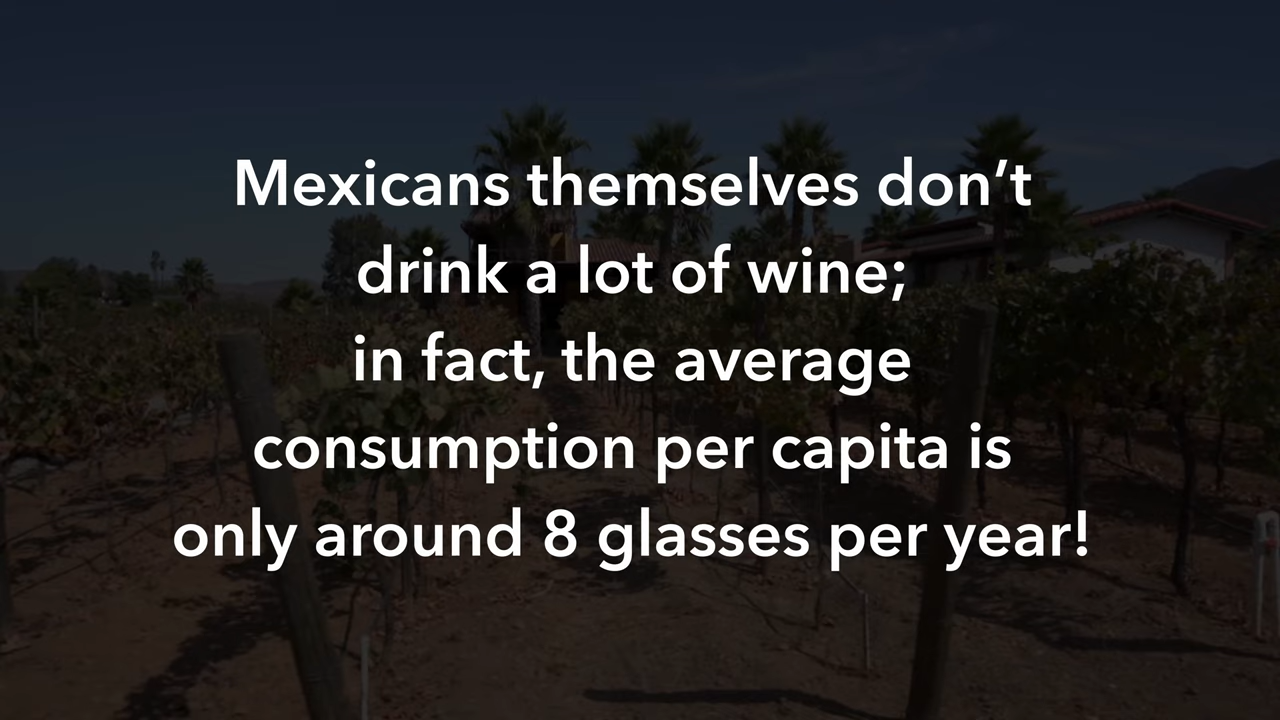 Mexicans themselves don’t
drink a lot of wine;
in fact, the average
consumption per capita is
only around 8 glasses per year!